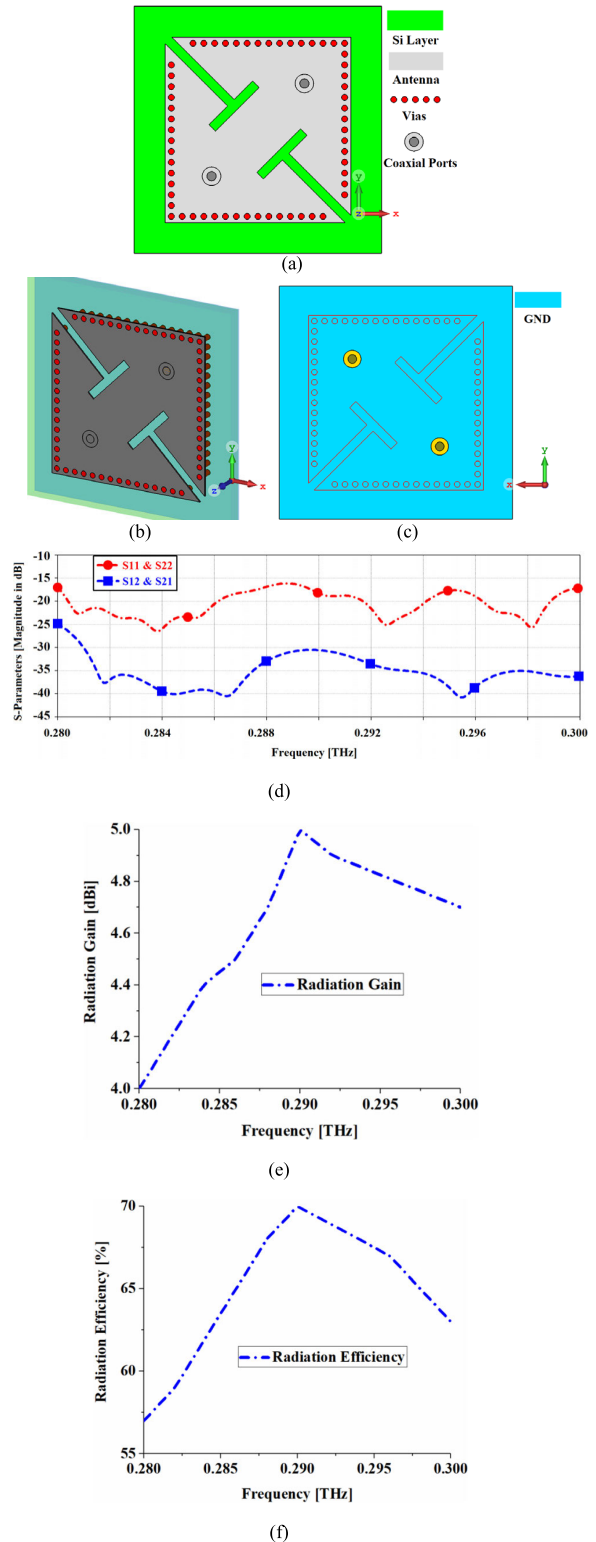 Si Layer
Antenna
Vias
Coaxial Ports
y
z
x
(a)
y
z
x
GND
y
x
(b)
(c)
S-Parameters [Magnitude in dB]
-10
-15
-20
-25
-30
-35
-40
-45
S11 & S22
S12 & S21
0.280 0.284 0.288 0.292 0.296 0.300
Frequency [THz]
(d)
Radiation Gain [dBi]
5.0
4.8
4.6
4.4
4.2
4.0
Radiation Gain
0.280 0.285 0.290 0.295 0.300
Frequency [THz]
(e)
Radiation Efficiency [%]
70
65
60
55
Radiation Efficiency
0.280 0.285 0.290 0.295 0.300
Frequency [THz]
(f)